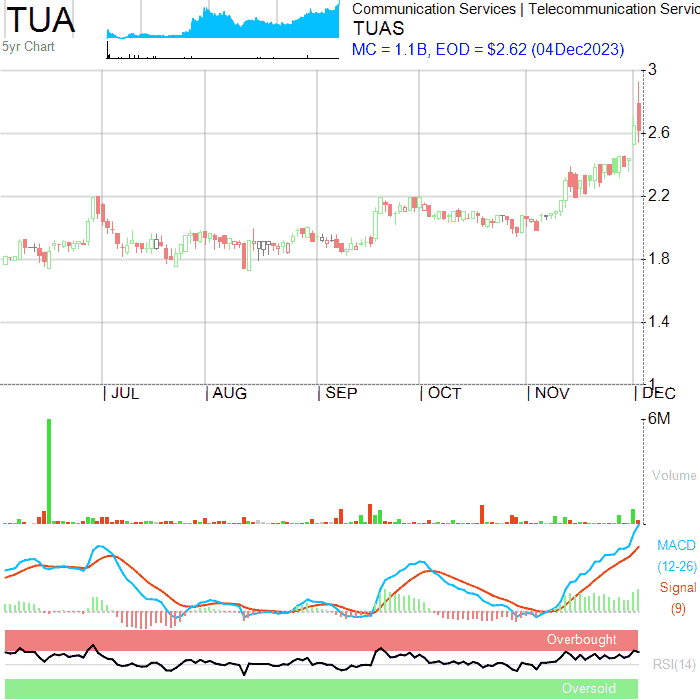 TUA
5yr Chart
Communication Services | Telecommunication Servic
TUAS
MC = 1.1B, EOD = $2.62 (04Dec2023)
3
2.6
2.2
1.8
1.4
1
JUL
AUG
SEP
OCT
NOV
DEC
6M
Volume
MACD
(12-26)
Signal
(9)
Overbought
RSI(14)
Oversold